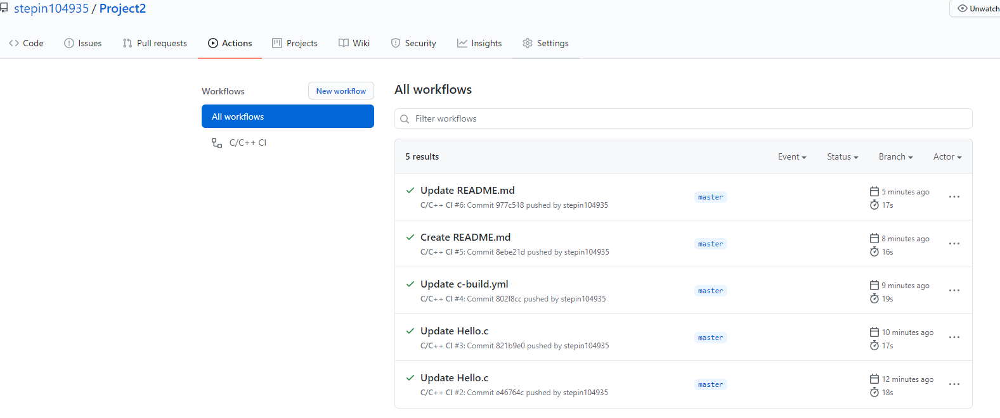 stepin104935 / Project2
Unwatch
Code Issues Pull requests Actions Projects Wiki Security Insights Settings
Workflows
New workflow
All workflows
C/C++ CI
All workflows
Filter workflows
5 results Event Status Branch Actor
Update README.md
C/C++ CI #6: Commit 977c518 pushed by stepin104935
master
5 minutes ago
17s
Create README.md
C/C++ CI #5: Commit 8ebe21d pushed by stepin104935
master
8 minutes ago
16s
Update c-build.yml
C/C++ CI #4: Commit 802f8cc pushed by stepin104935
master
9 minutes ago
19s
Update Hello.c
C/C++ CI #3: Commit 821b9e0 pushed by stepin104935
master
10 minutes ago
17s
Update Hello.c
C/C++ CI #2: Commit e46764c pushed by stepin104935
master
12 minutes ago
18s